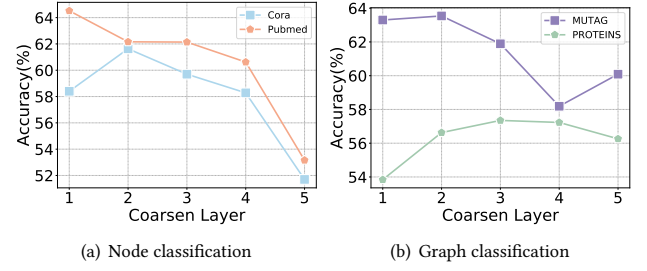 Accuracy(%)
64
62
60
58
56
54
52
1 2 3 4 5
Coarsen Layer
Cora
Pubmed
(a) Node classification
Accuracy(%)
64
62
60
58
56
54
1 2 3 4 5
Coarsen Layer
MUTAG
PROTEINS
(b) Graph classification